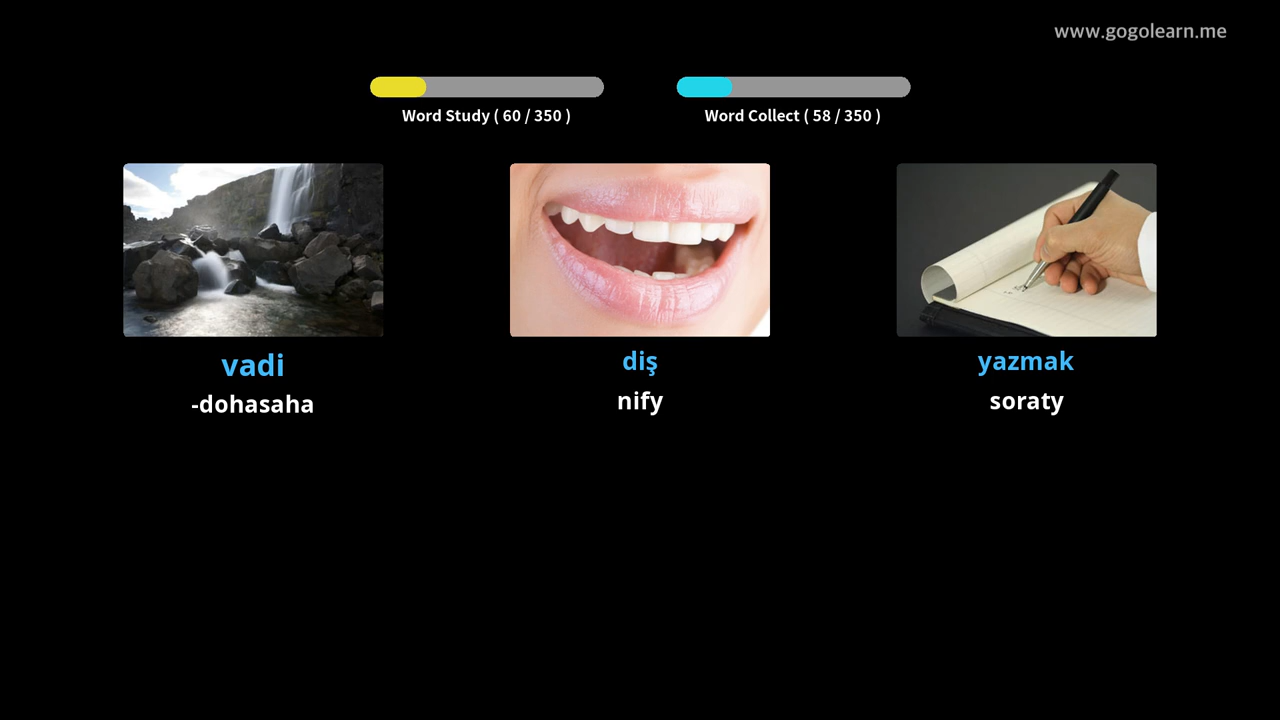 www.gogolearn.me
Word Study ( 60 / 350 )
Word Collect ( 58 / 350 )
vadi
-dohasaha
diş
nify
yazmak
soraty